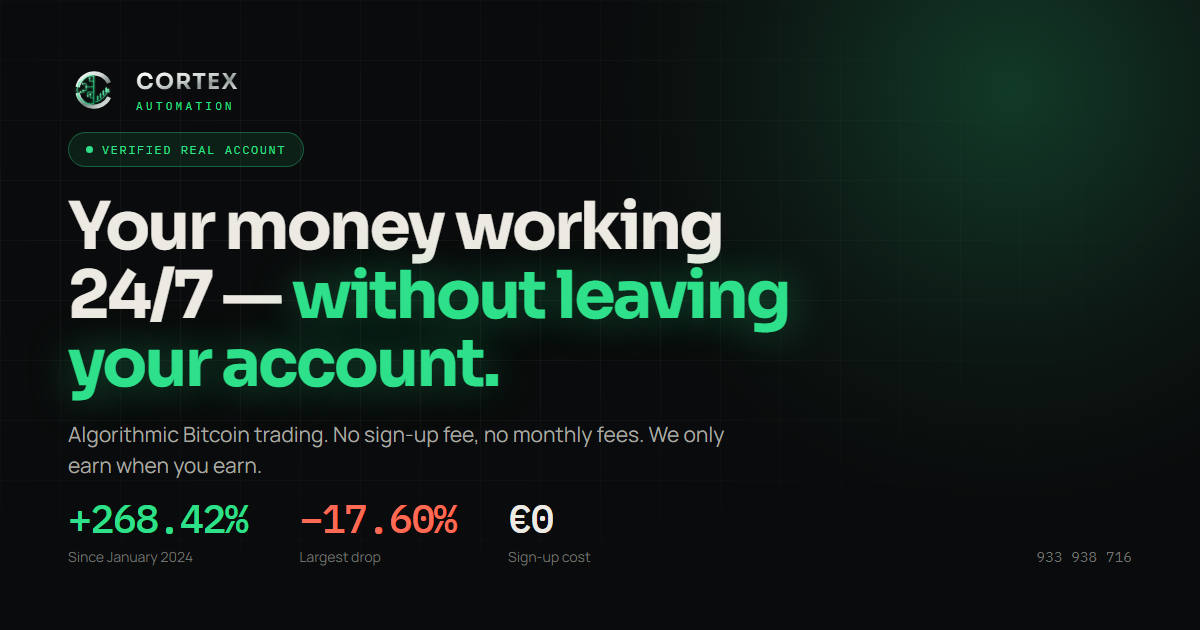 CORTEX
AUTOMATION
VERIFIED REAL ACCOUNT
Your money working
24/7 — without leaving
your account.
Algorithmic Bitcoin trading. No sign-up fee, no monthly fees. We only
earn when you earn.
+268.42% −17.60% €0
Since January 2024 Largest drop Sign-up cost 933 938 716